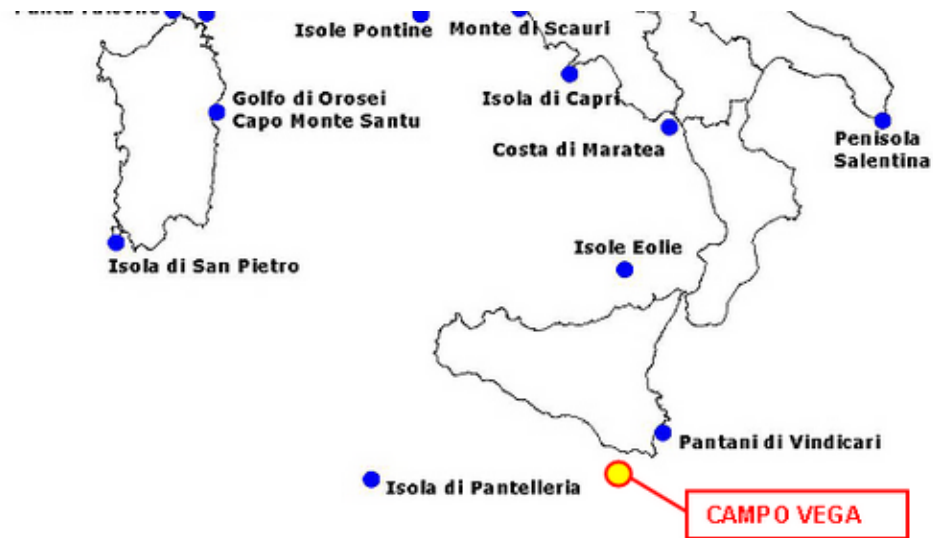 Isole Pontine
Monte di Scauri
Isola di Capri
Golfo di Orosei
Capo Monte Santu
Costa di Maratea
Penisola
Salentina
Isole Eolie
Isola di San Pietro
Pantani di Vindicari
Isola di Pantelleria
CAMPO VEGA